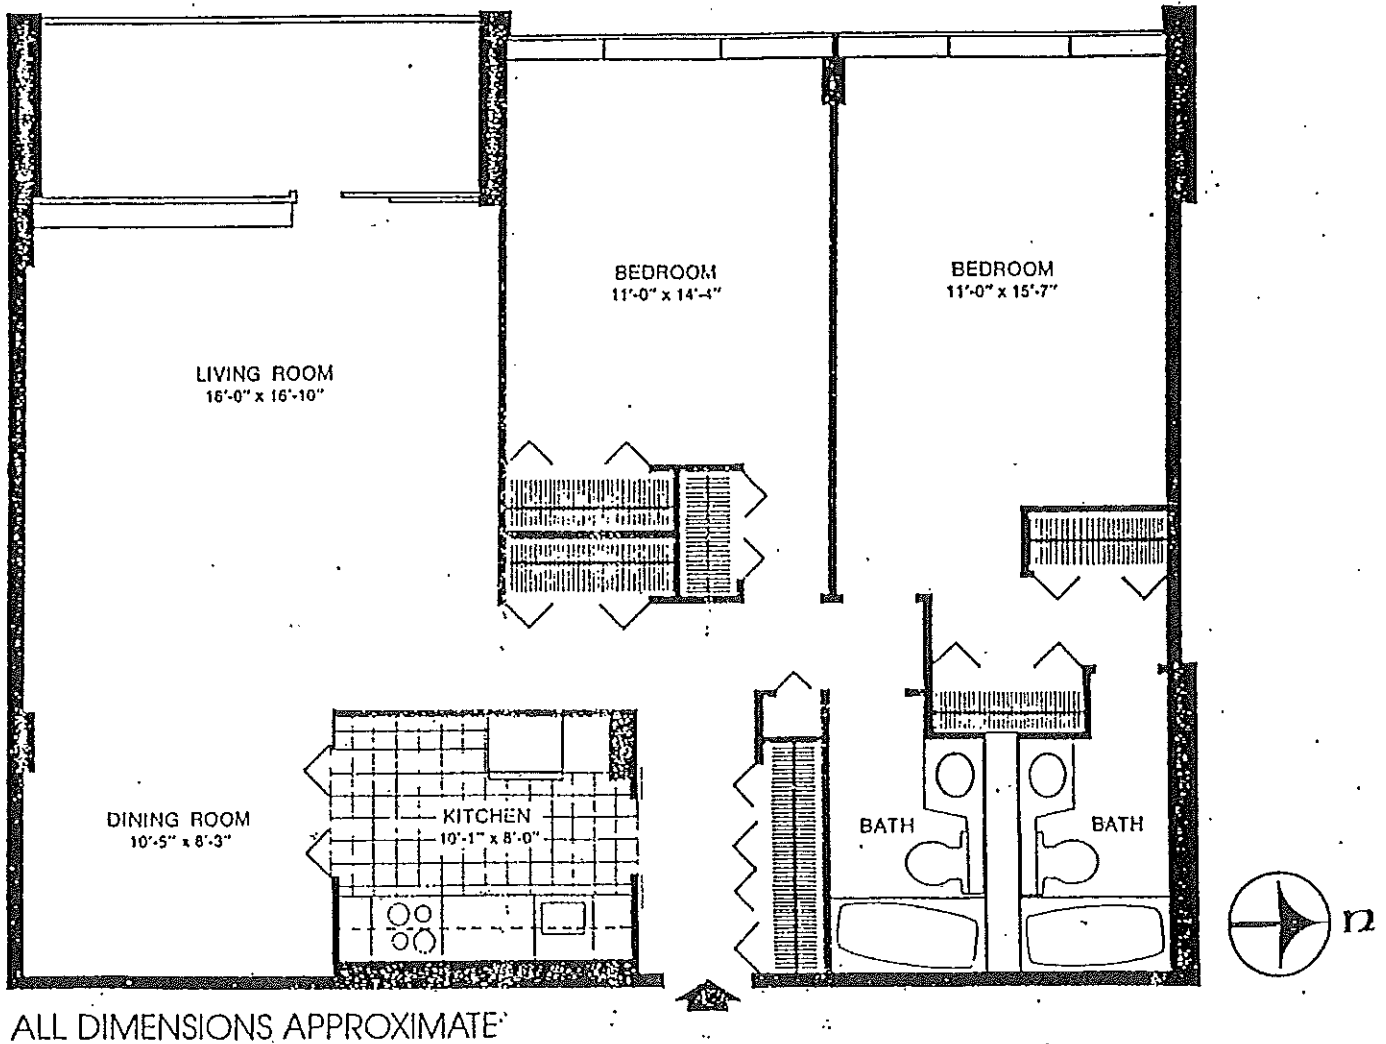 BEDROOM
11'-0" x 14'-4"
BEDROOM
11'-0" x 15'-7"
LIVING ROOM
16'-0" x 16'-10"
DINING ROOM
10'-5" x 8'-3"
KITCHEN
10'-1" x 8'-0"
BATH
BATH
n
ALL DIMENSIONS APPROXIMATE